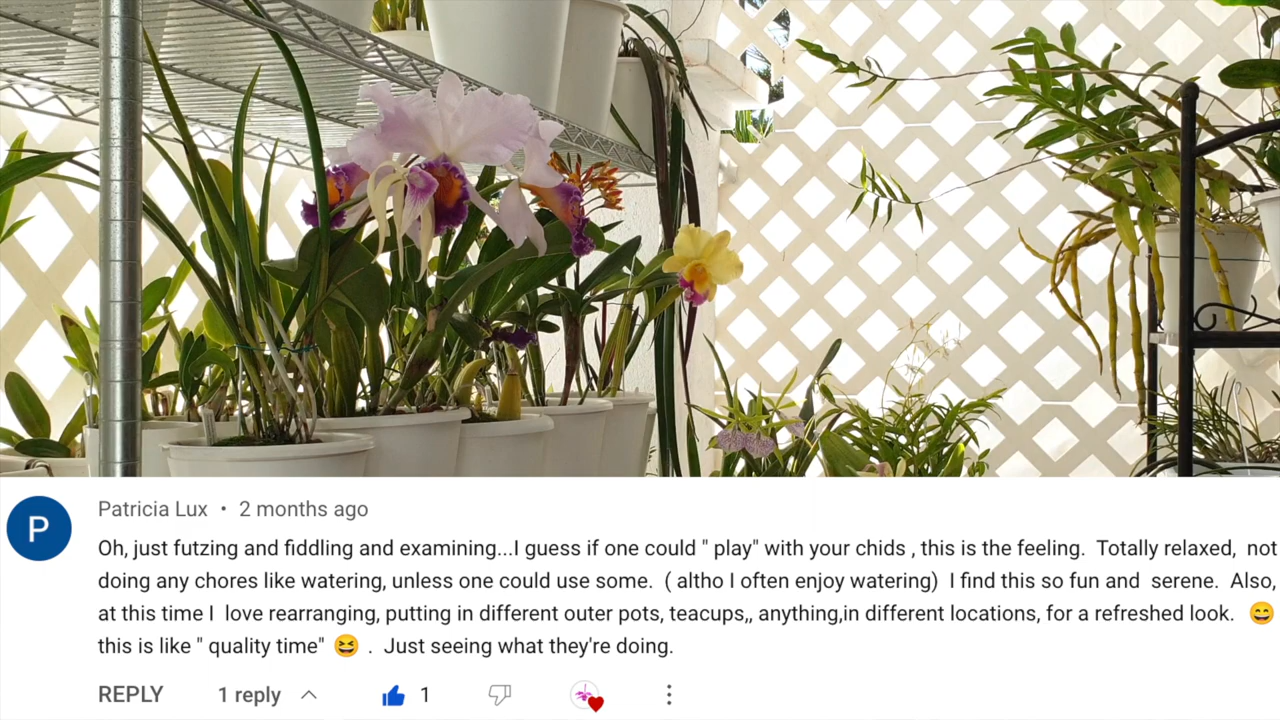 P
Patricia Lux • 2 months ago
Oh, just futzing and fiddling and examining...I guess if one could " play" with your chids , this is the feeling. Totally relaxed, not
doing any chores like watering, unless one could use some. ( altho I often enjoy watering) I find this so fun and serene. Also,
at this time I love rearranging, putting in different outer pots, teacups,, anything,in different locations, for a refreshed look. 😄
this is like " quality time" 😆 . Just seeing what they're doing.
REPLY 1 reply 1